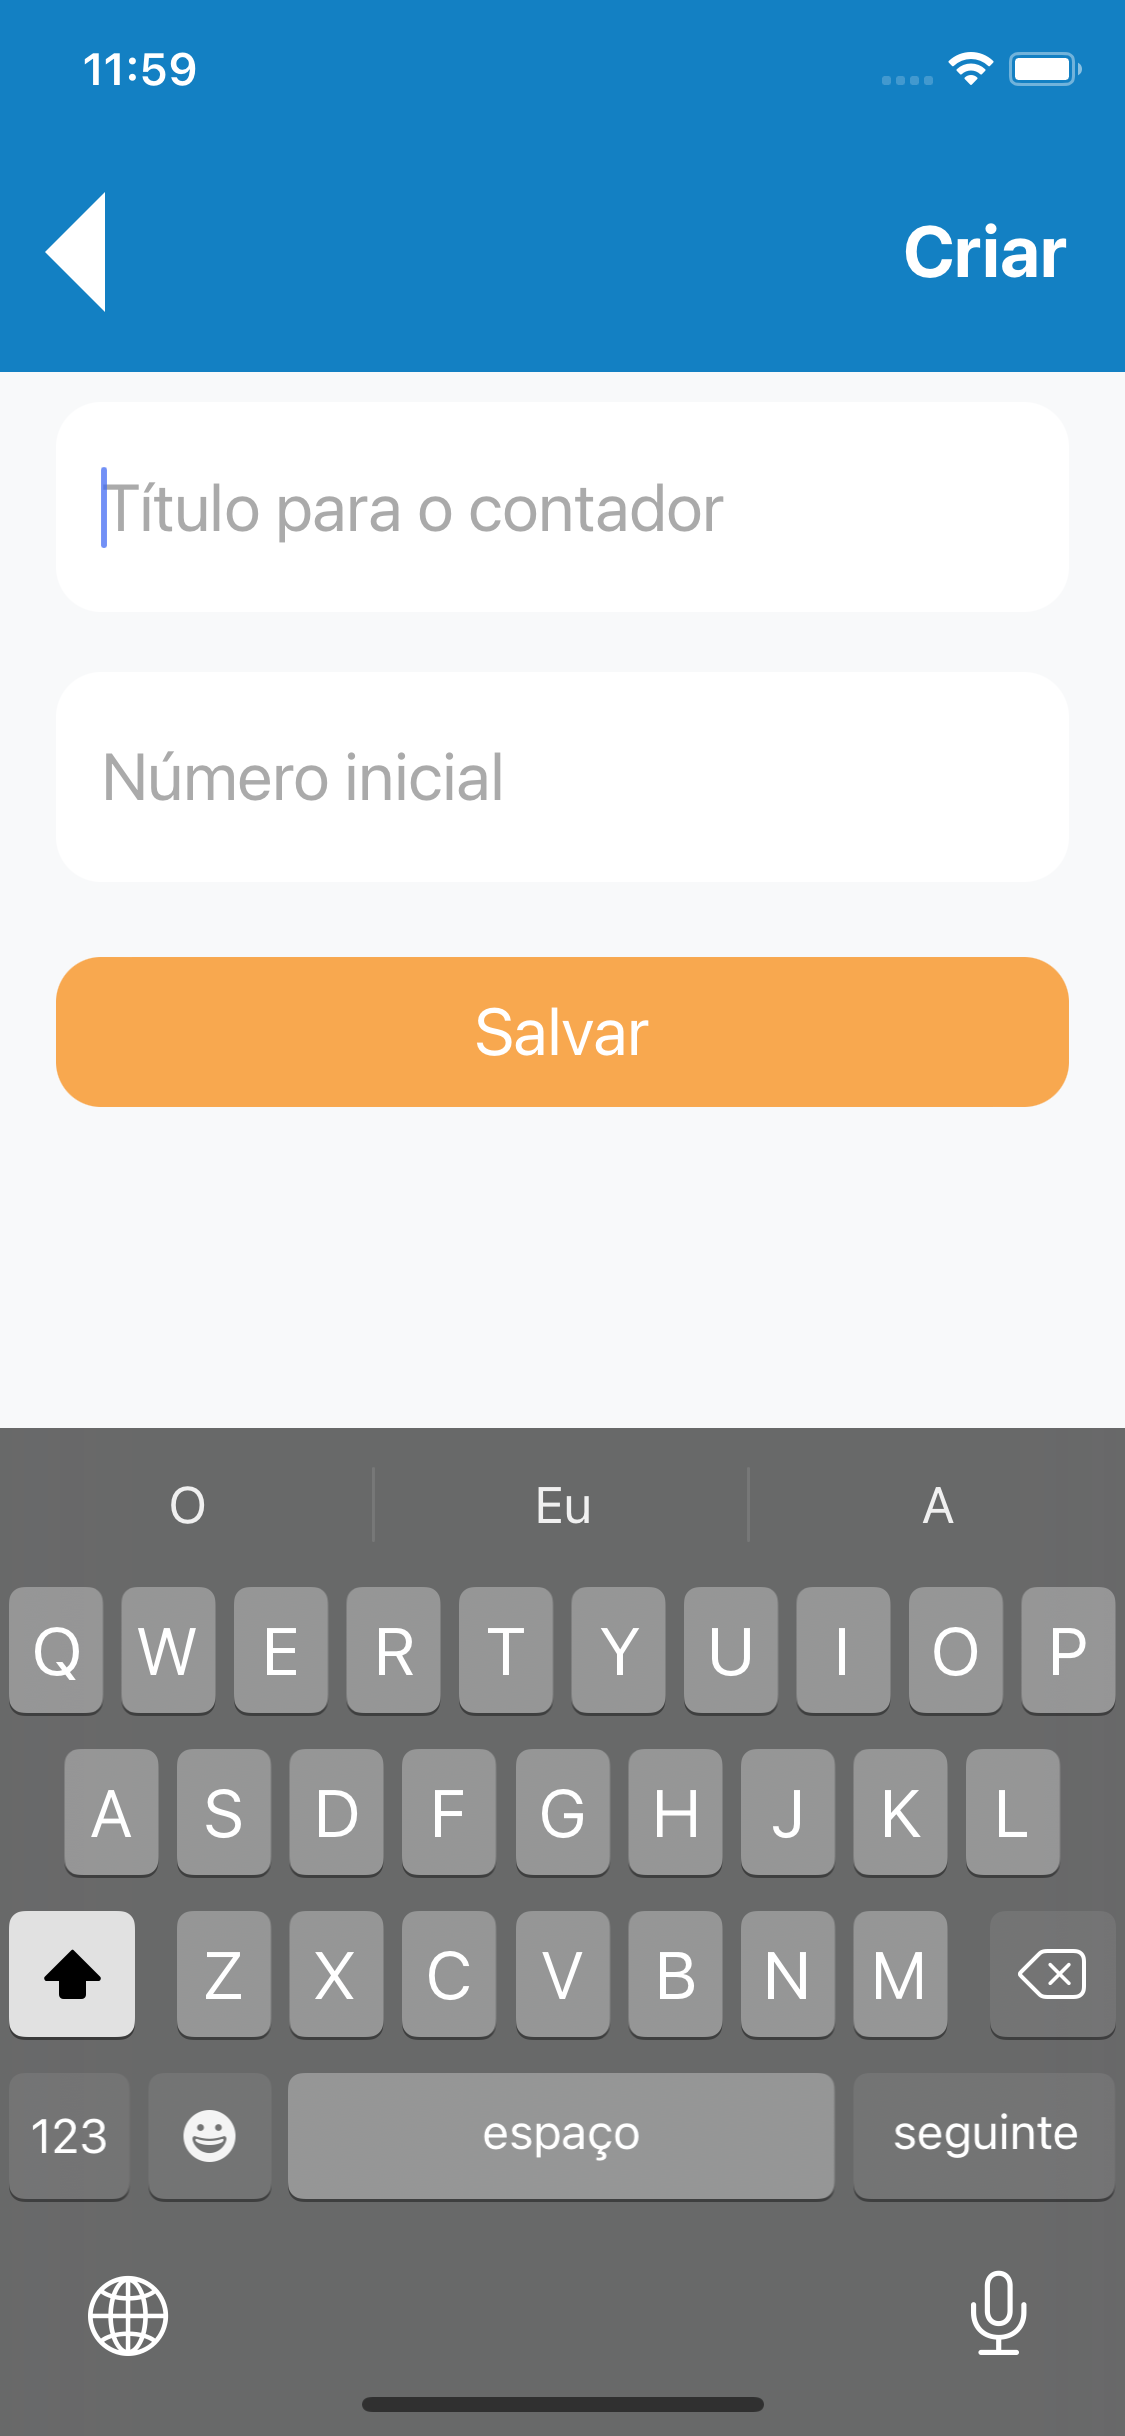 11:59
Criar
Título para o contador
Número inicial
Salvar
O Eu A
Q W E R T Y U I O P
A S D F G H J K L
Z X C V B N M
123 espaço seguinte